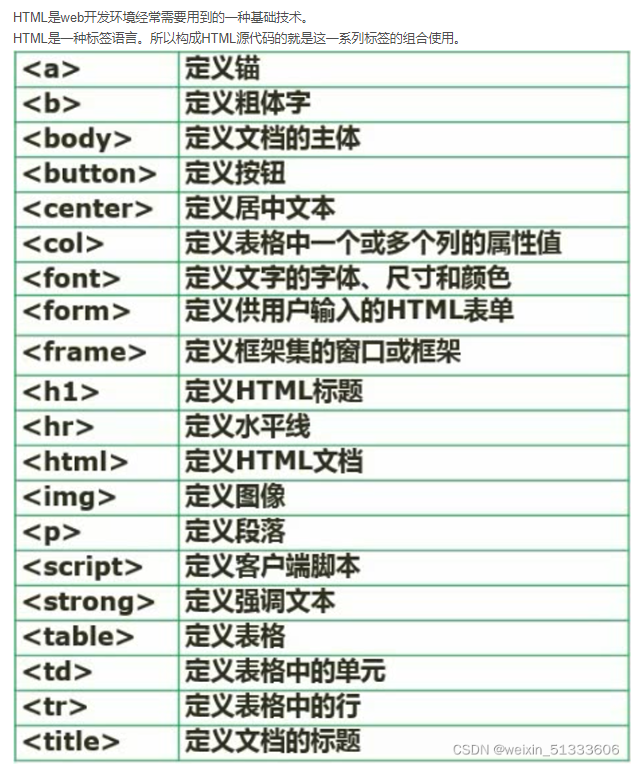 HTML是web开发环境经常需要用到的一种基础技术。
HTML是一种标签语言。所以构成HTML源代码的就是这一系列标签的组合使用。
<a> 定义锚
<b> 定义粗体字
<body> 定义文档的主体
<button> 定义按钮
<center> 定义居中文本
<col> 定义表格中一个或多个列的属性值
<font> 定义文字的字体、尺寸和颜色
<form> 定义供用户输入的HTML表单
<frame> 定义框架集的窗口或框架
<h1> 定义HTML标题
<hr> 定义水平线
<html> 定义HTML文档
<img> 定义图像
<p> 定义段落
<script> 定义客户端脚本
<strong> 定义强调文本
<table> 定义表格
<td> 定义表格中的单元
<tr> 定义表格中的行
<title> 定义文档的标题
CSDN @weixin_51333606